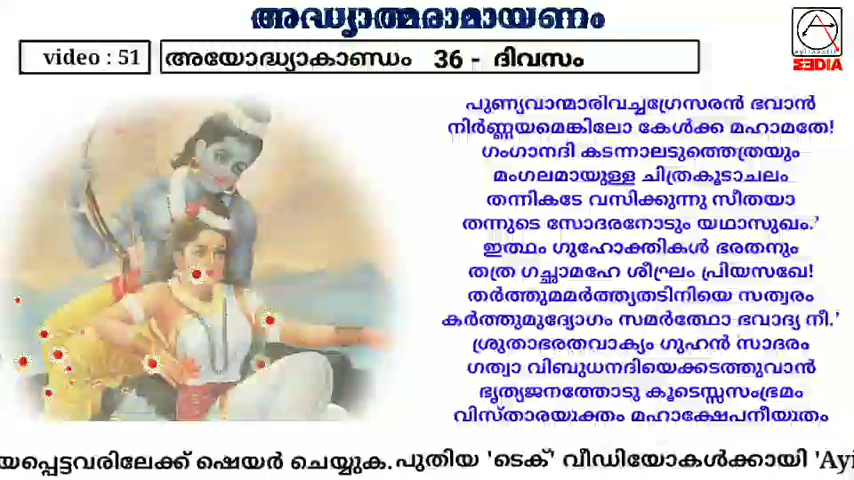 അദ്ധ്യാത്മരാമായണം
video : 51
അയോദ്ധ്യാകാണ്ഡം 36 - ദിവസം
MEDIA
പുണ്യവാന്മാരിവച്ചഗ്രേസരൻ ഭവാൻ
നിർണ്ണയമെങ്കിലോ കേൾക്ക മഹാമതേ!
ഗംഗാനദി കടന്നാലടുത്തെത്രയും
മംഗലമായുള്ള ചിത്രകൂടാചലം
തന്നികടേ വസിക്കുന്നു സീതയാ
തന്നുടെ സോദരനോടും യഥാസുഖം.’
ഇത്ഥം ഗുഹോക്തികൾ ഭരതനും
തത്ര ഗച്ഛാമഹേ ശീഘ്രം പ്രിയസഖേ!
തർത്തുമമർത്ത്യതടിനിയെ സത്വരം
കർത്തുമുദ്യോഗം സമർത്ഥോ ഭവാദ്യ നീ.’
ശ്രുതാഭരതവാക്യം ഗുഹൻ സാദരം
ഗത്വാ വിബുധനദിയെക്കടത്തുവാൻ
ഭൃത്യജനത്തോടു കൂടെസ്സസംഭ്രമം
വിസ്താരയുക്തം മഹാക്ഷേപനീയുതം
യപ്പെട്ടവരിലേക്ക് ഷെയർ ചെയ്യുക.പുതിയ 'ടെക്' വീഡിയോകൾക്കായി 'Ayi